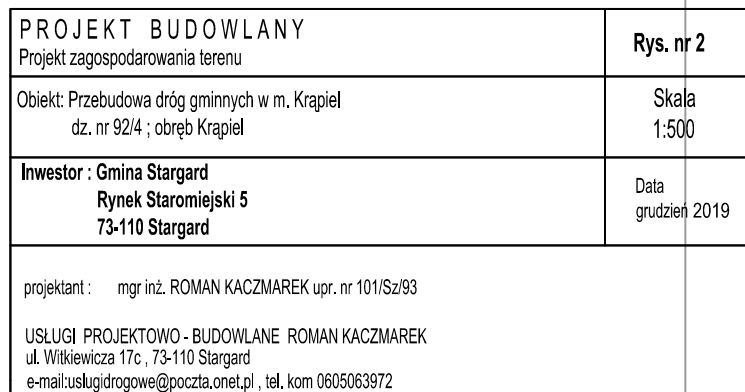 PROJEKT BUDOWLANY
Projekt zagospodarowania terenu
Rys. nr 2
Obiekt: Przebudowa dróg gminnych w m. Krąpiel
dz. nr 92/4 ; obręb Krąpiel
Skala
1:500
Inwestor : Gmina Stargard
Rynek Staromiejski 5
73-110 Stargard
Data
grudzień 2019
projektant : mgr inż. ROMAN KACZMAREK upr. nr 101/Sz/93
USŁUGI PROJEKTOWO - BUDOWLANE ROMAN KACZMAREK
ul. Witkiewicza 17c , 73-110 Stargard
e-mail:uslugidrogowe@poczta.onet.pl , tel. kom 0605063972